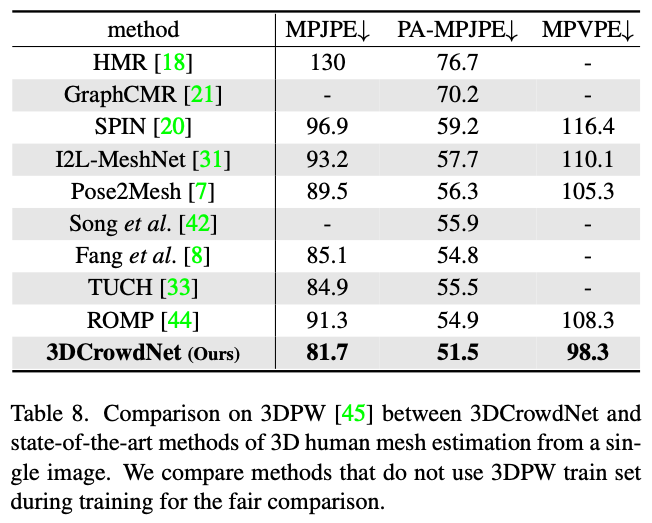 method MPJPE↓ PA-MPJPE↓ MPVPE↓
HMR [18] 130 76.7 -
GraphCMR [21] - 70.2 -
SPIN [20] 96.9 59.2 116.4
I2L-MeshNet [31] 93.2 57.7 110.1
Pose2Mesh [7] 89.5 56.3 105.3
Song et al. [42] - 55.9 -
Fang et al. [8] 85.1 54.8 -
TUCH [33] 84.9 55.5 -
ROMP [44] 91.3 54.9 108.3
3DCrowdNet (Ours) 81.7 51.5 98.3
Table 8. Comparison on 3DPW [45] between 3DCrowdNet and
state-of-the-art methods of 3D human mesh estimation from a sin-
gle image. We compare methods that do not use 3DPW train set
during training for the fair comparison.